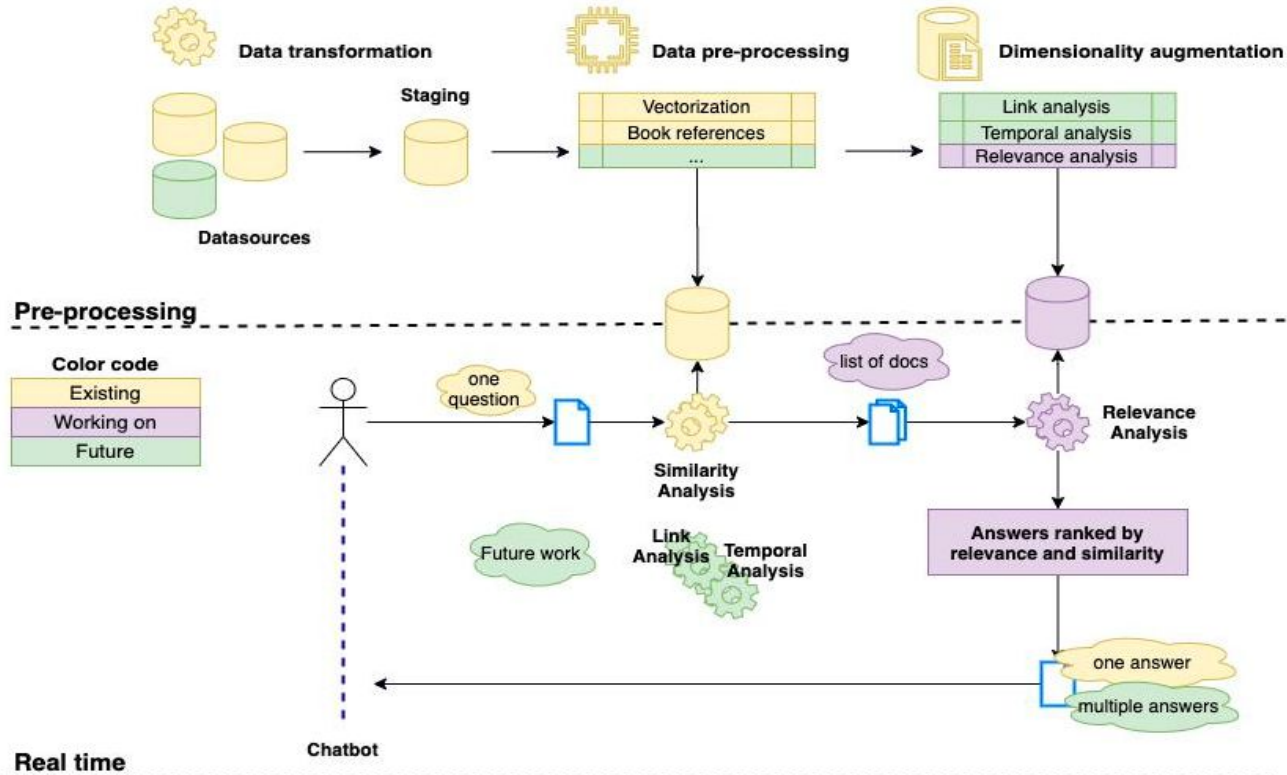 Data transformation
Data pre-processing
Dimensionality augmentation
Staging
Vectorization
Book references
...
Link analysis
Temporal analysis
Relevance analysis
Datasources
Pre-processing
Color code
Existing
Working on
Future
one
question
list of docs
Similarity
Analysis
Relevance
Analysis
Future work
Link
Analysis
Temporal
Analysis
Answers ranked by
relevance and similarity
one answer
multiple answers
Chatbot
Real time